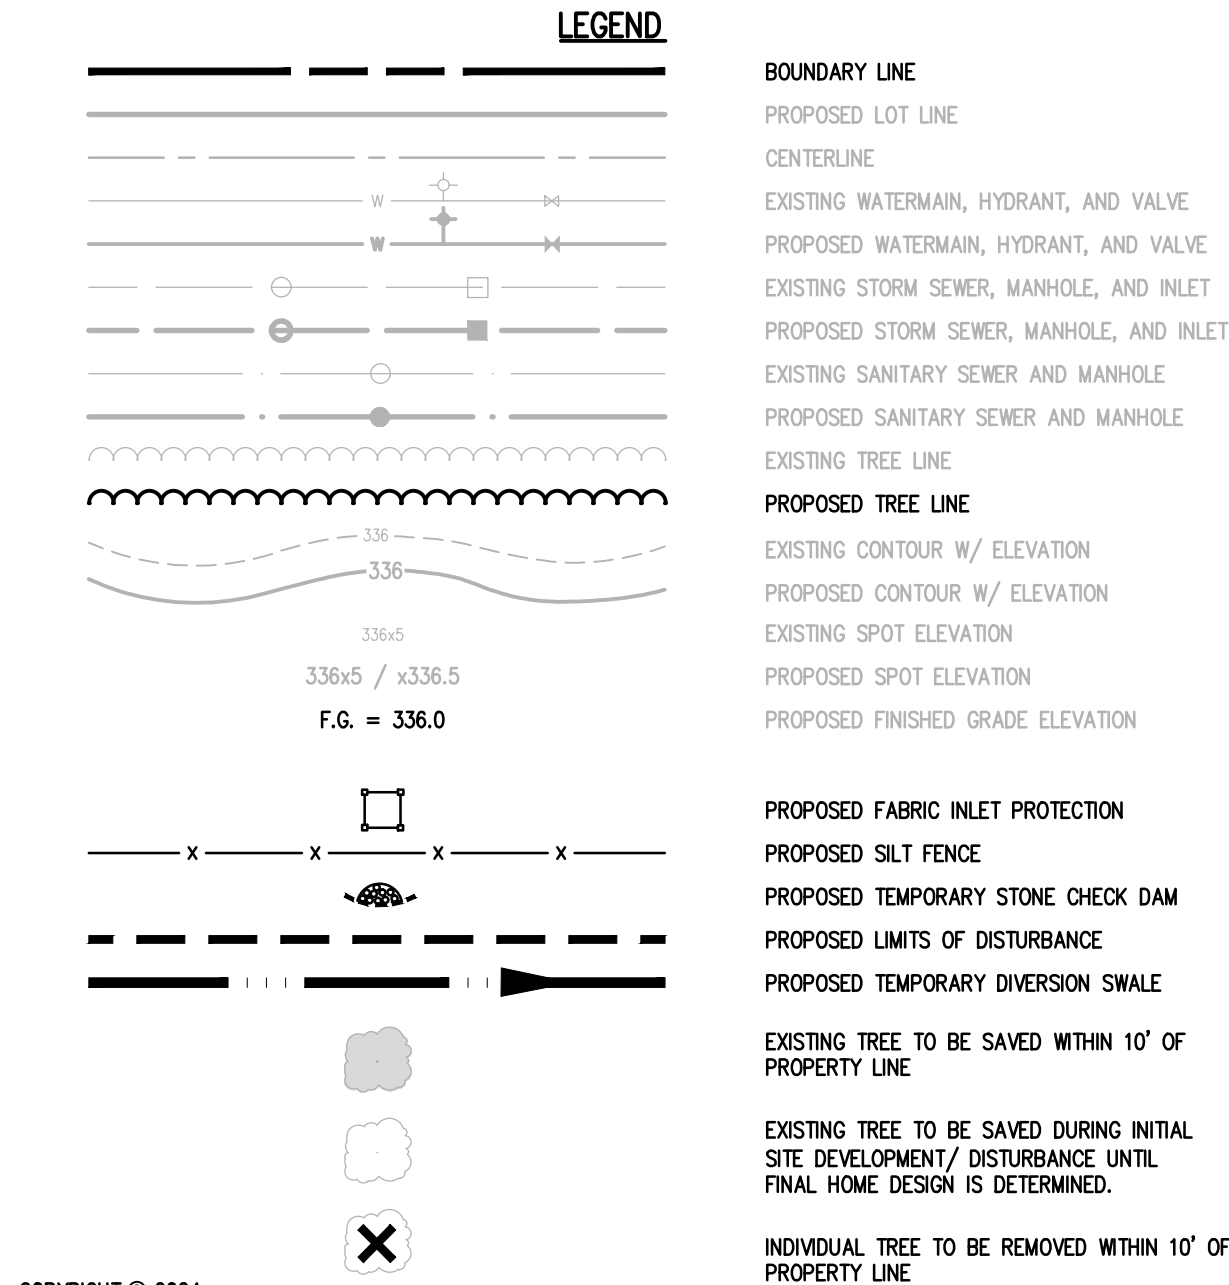 LEGEND
BOUNDARY LINE
PROPOSED LOT LINE
CENTERLINE
W EXISTING WATERMAIN, HYDRANT, AND VALVE
W PROPOSED WATERMAIN, HYDRANT, AND VALVE
EXISTING STORM SEWER, MANHOLE, AND INLET
PROPOSED STORM SEWER, MANHOLE, AND INLET
EXISTING SANITARY SEWER AND MANHOLE
PROPOSED SANITARY SEWER AND MANHOLE
EXISTING TREE LINE
PROPOSED TREE LINE
336 EXISTING CONTOUR W/ ELEVATION
336 PROPOSED CONTOUR W/ ELEVATION
336x5 EXISTING SPOT ELEVATION
336x5 / x336.5 PROPOSED SPOT ELEVATION
F.G. = 336.0 PROPOSED FINISHED GRADE ELEVATION
PROPOSED FABRIC INLET PROTECTION
X X X X PROPOSED SILT FENCE
PROPOSED TEMPORARY STONE CHECK DAM
PROPOSED LIMITS OF DISTURBANCE
PROPOSED TEMPORARY DIVERSION SWALE
EXISTING TREE TO BE SAVED WITHIN 10' OF
PROPERTY LINE
EXISTING TREE TO BE SAVED DURING INITIAL
SITE DEVELOPMENT/ DISTURBANCE UNTIL
FINAL HOME DESIGN IS DETERMINED.
INDIVIDUAL TREE TO BE REMOVED WITHIN 10' OF
PROPERTY LINE